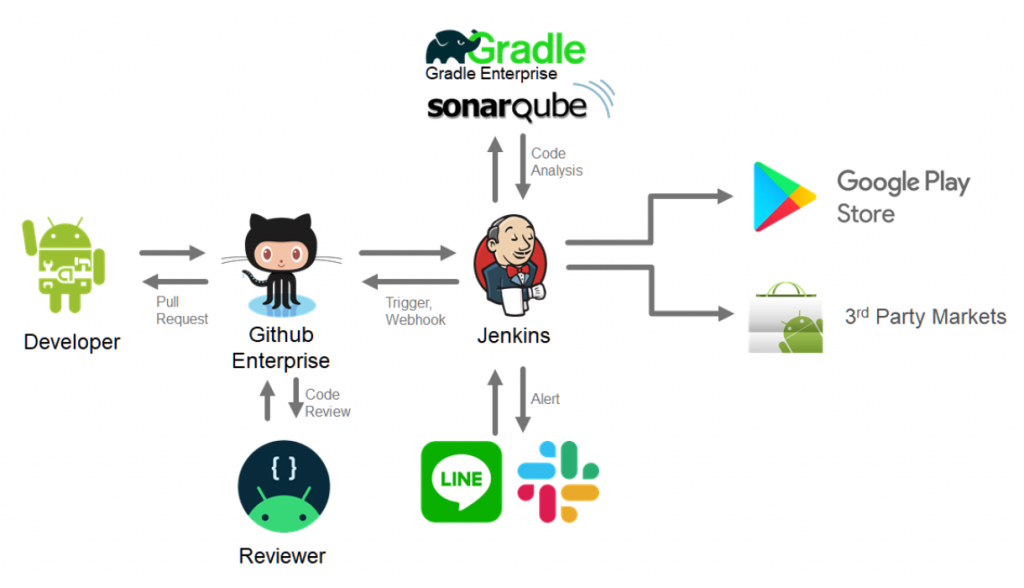 Gradle
Gradle Enterprise
sonarqube
Code
Analysis
Google Play
Store
Pull
Request
Trigger,
Webhook
Developer
Github
Enterprise
Jenkins
3rd Party Markets
Code
Review
Alert
{ }
LINE
Reviewer